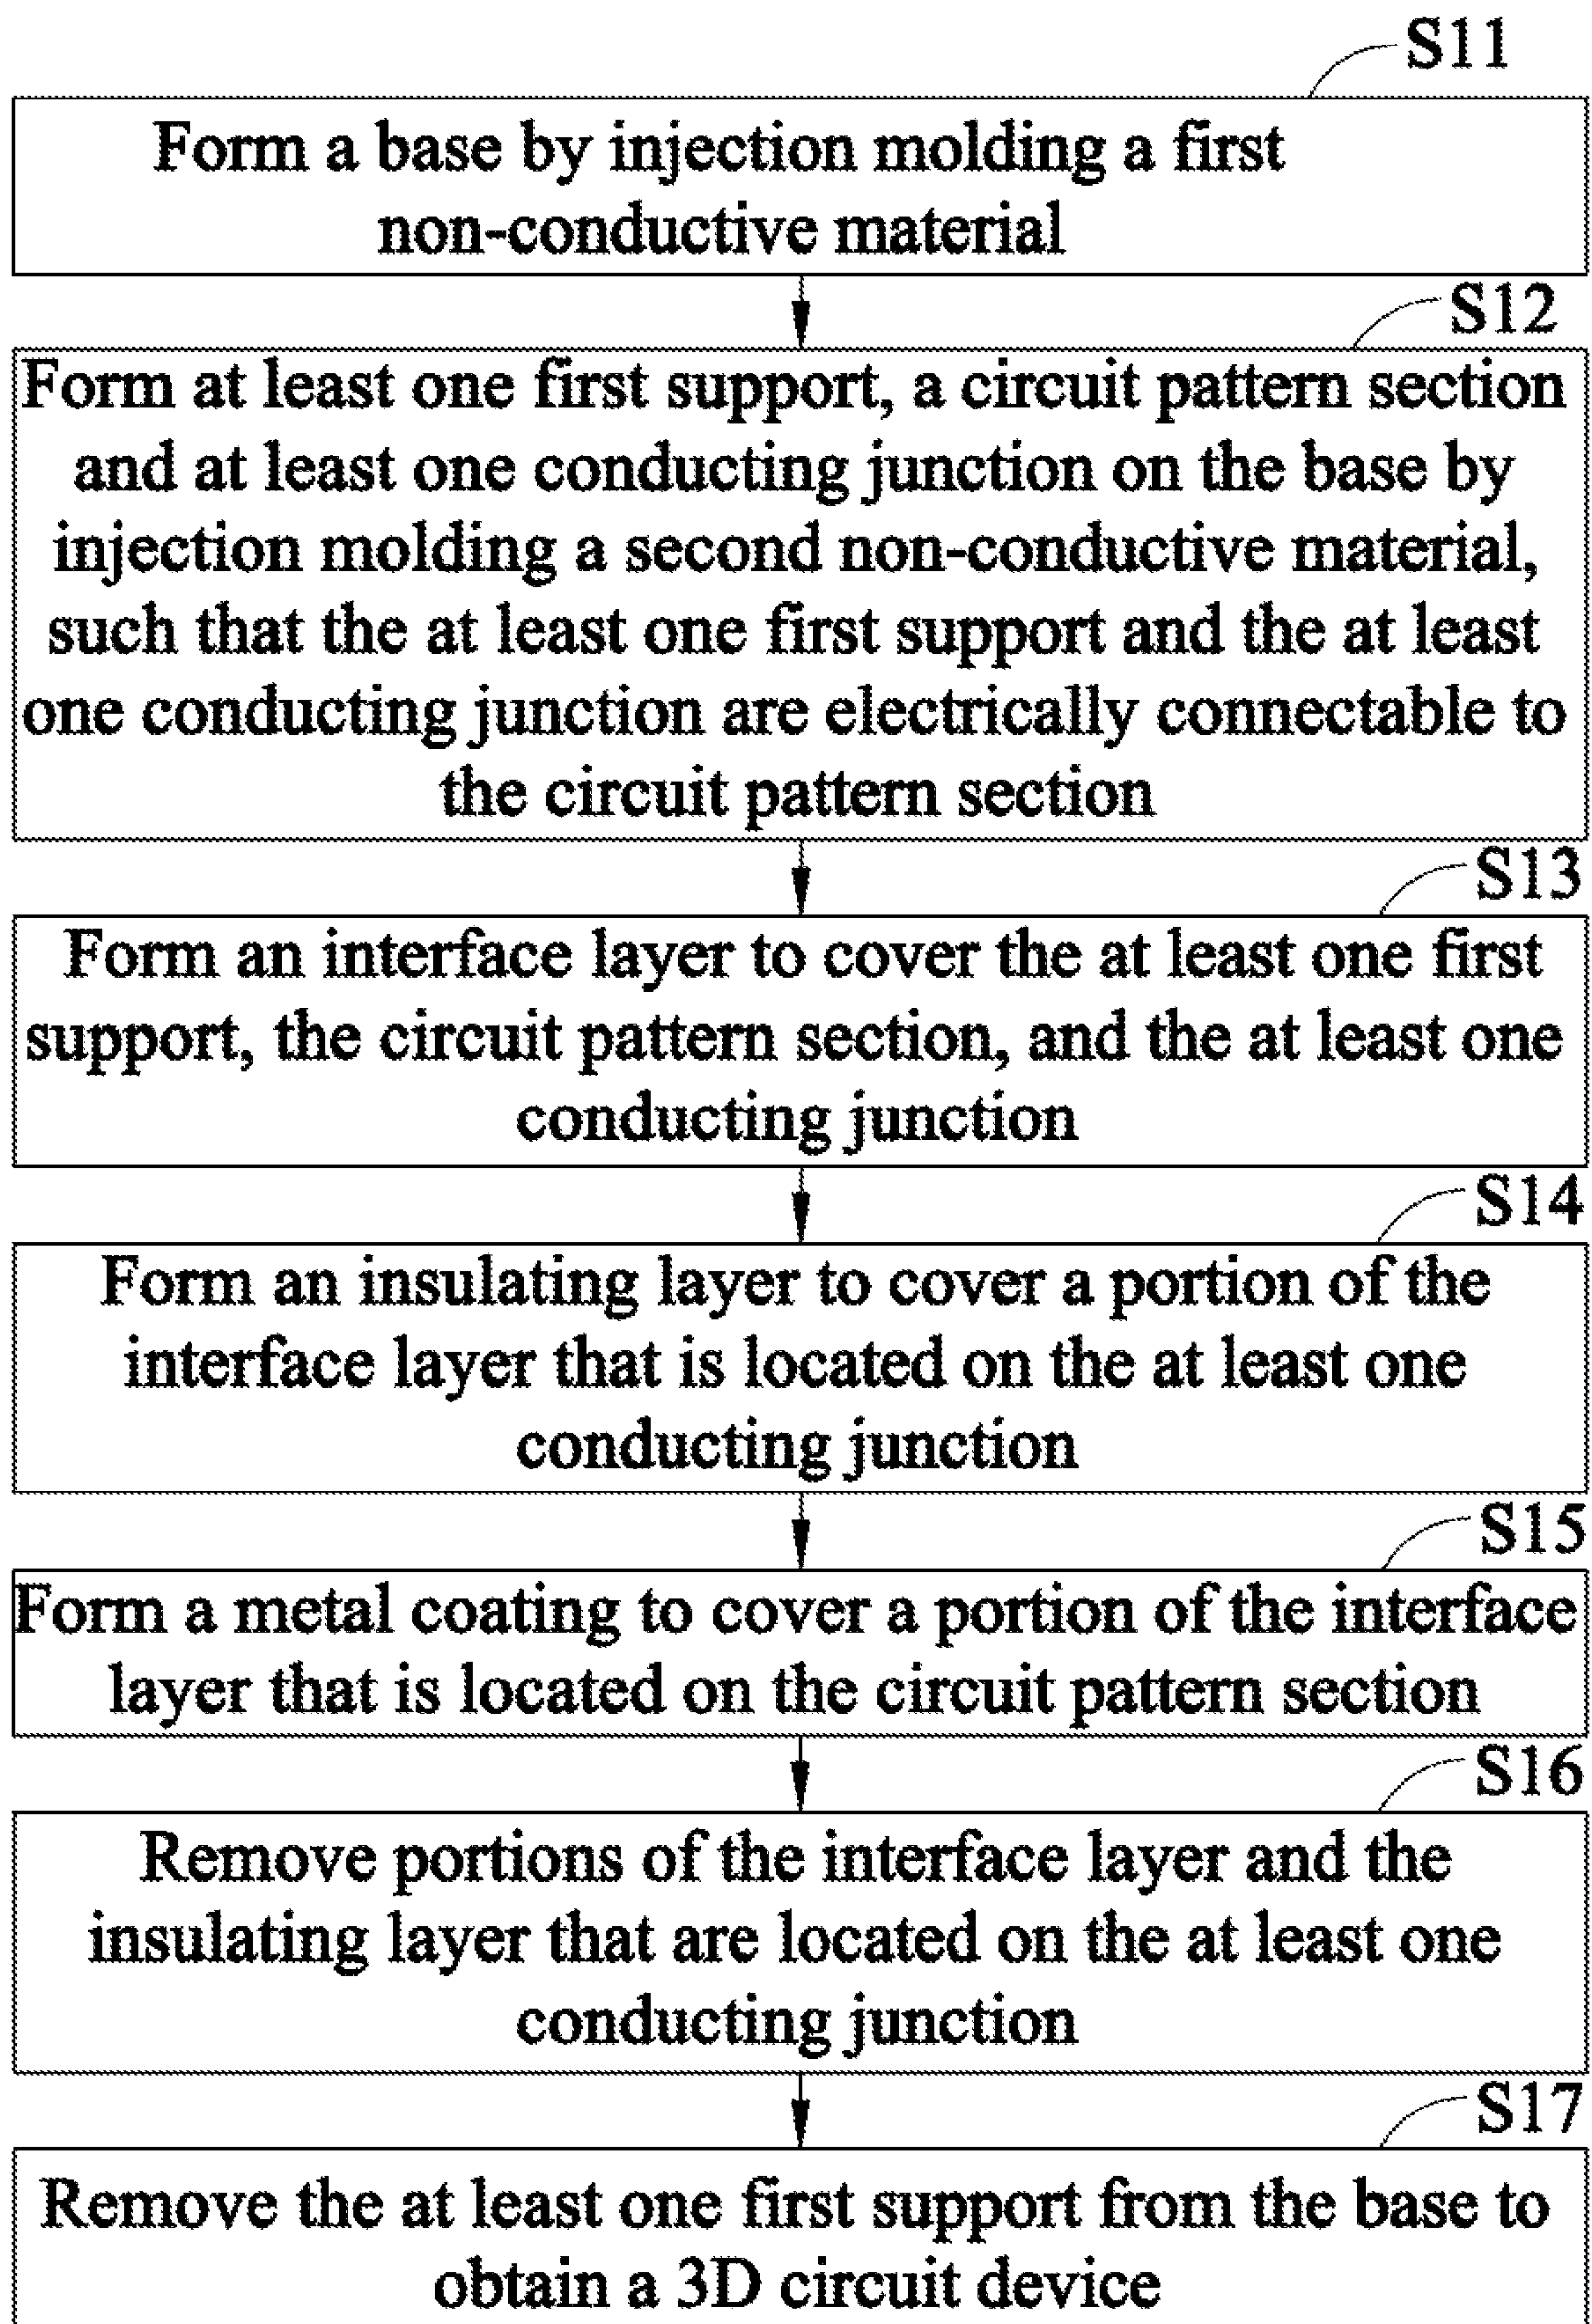 S11
Form a base by injection molding a first
non-conductive material
S12
Form at least one first support, a circuit pattern section
and at least one conducting junction on the base by
injection molding a second non-conductive material,
such that the at least one first support and the at least
one conducting junction are electrically connectable to
the circuit pattern section
S13
Form an interface layer to cover the at least one first
support, the circuit pattern section, and the at least one
conducting junction
S14
Form an insulating layer to cover a portion of the
interface layer that is located on the at least one
conducting junction
S15
Form a metal coating to cover a portion of the interface
layer that is located on the circuit pattern section
S16
Remove portions of the interface layer and the
insulating layer that are located on the at least one
conducting junction
S17
Remove the at least one first support from the base to
obtain a 3D circuit device